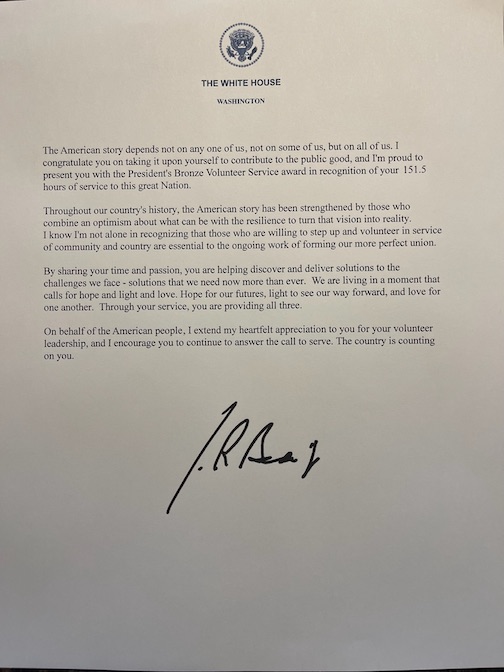 THE WHITE HOUSE
WASHINGTON
The American story depends not on any one of us, not on some of us, but on all of us. I
congratulate you on taking it upon yourself to contribute to the public good, and I'm proud to
present you with the President's Bronze Volunteer Service award in recognition of your 151.5
hours of service to this great Nation.
Throughout our country's history, the American story has been strengthened by those who
combine an optimism about what can be with the resilience to turn that vision into reality.
I know I'm not alone in recognizing that those who are willing to step up and volunteer in service
of community and country are essential to the ongoing work of forming our more perfect union.
By sharing your time and passion, you are helping discover and deliver solutions to the
challenges we face - solutions that we need now more than ever. We are living in a moment that
calls for hope and light and love. Hope for our futures, light to see our way forward, and love for
one another. Through your service, you are providing all three.
On behalf of the American people, I extend my heartfelt appreciation to you for your volunteer
leadership, and I encourage you to continue to answer the call to serve. The country is counting
on you.